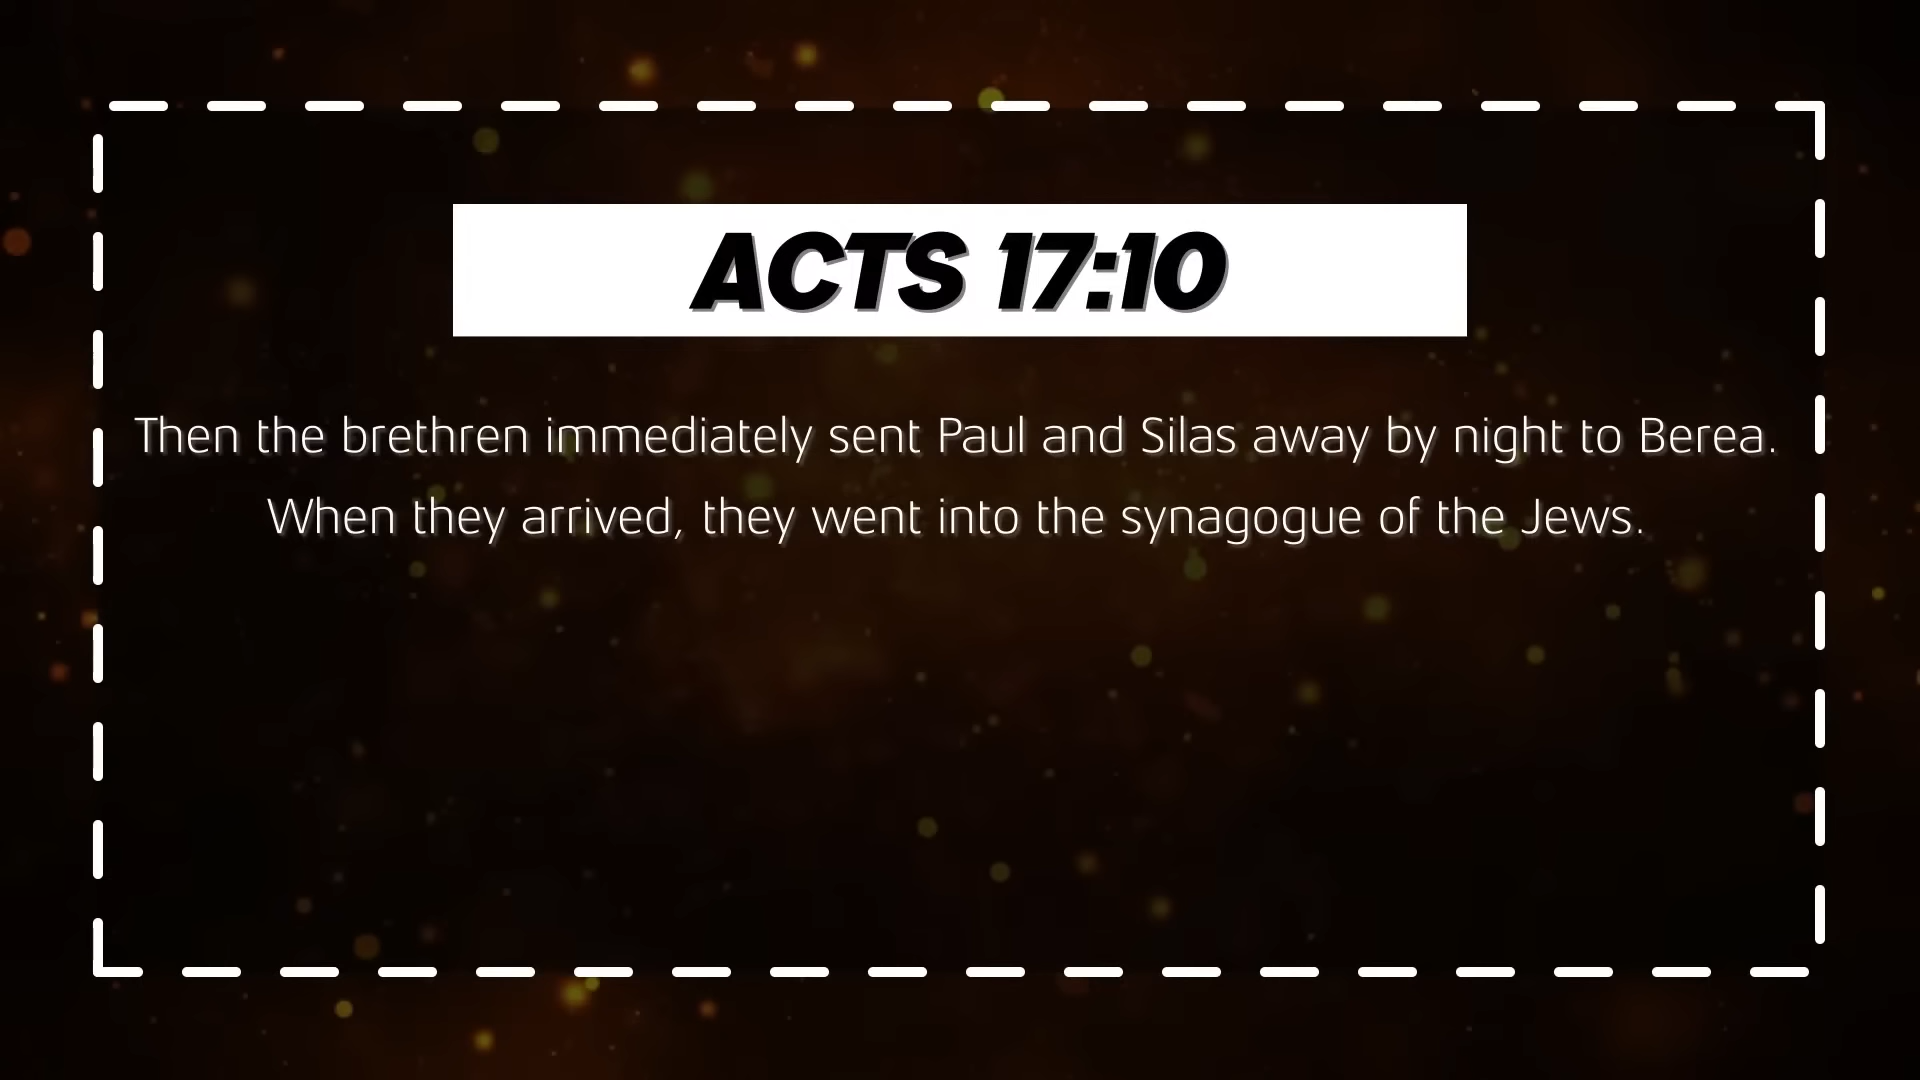 ACTS 17:10
Then the brethren immediately sent Paul and Silas away by night to Berea.
When they arrived, they went into the synagogue of the Jews.